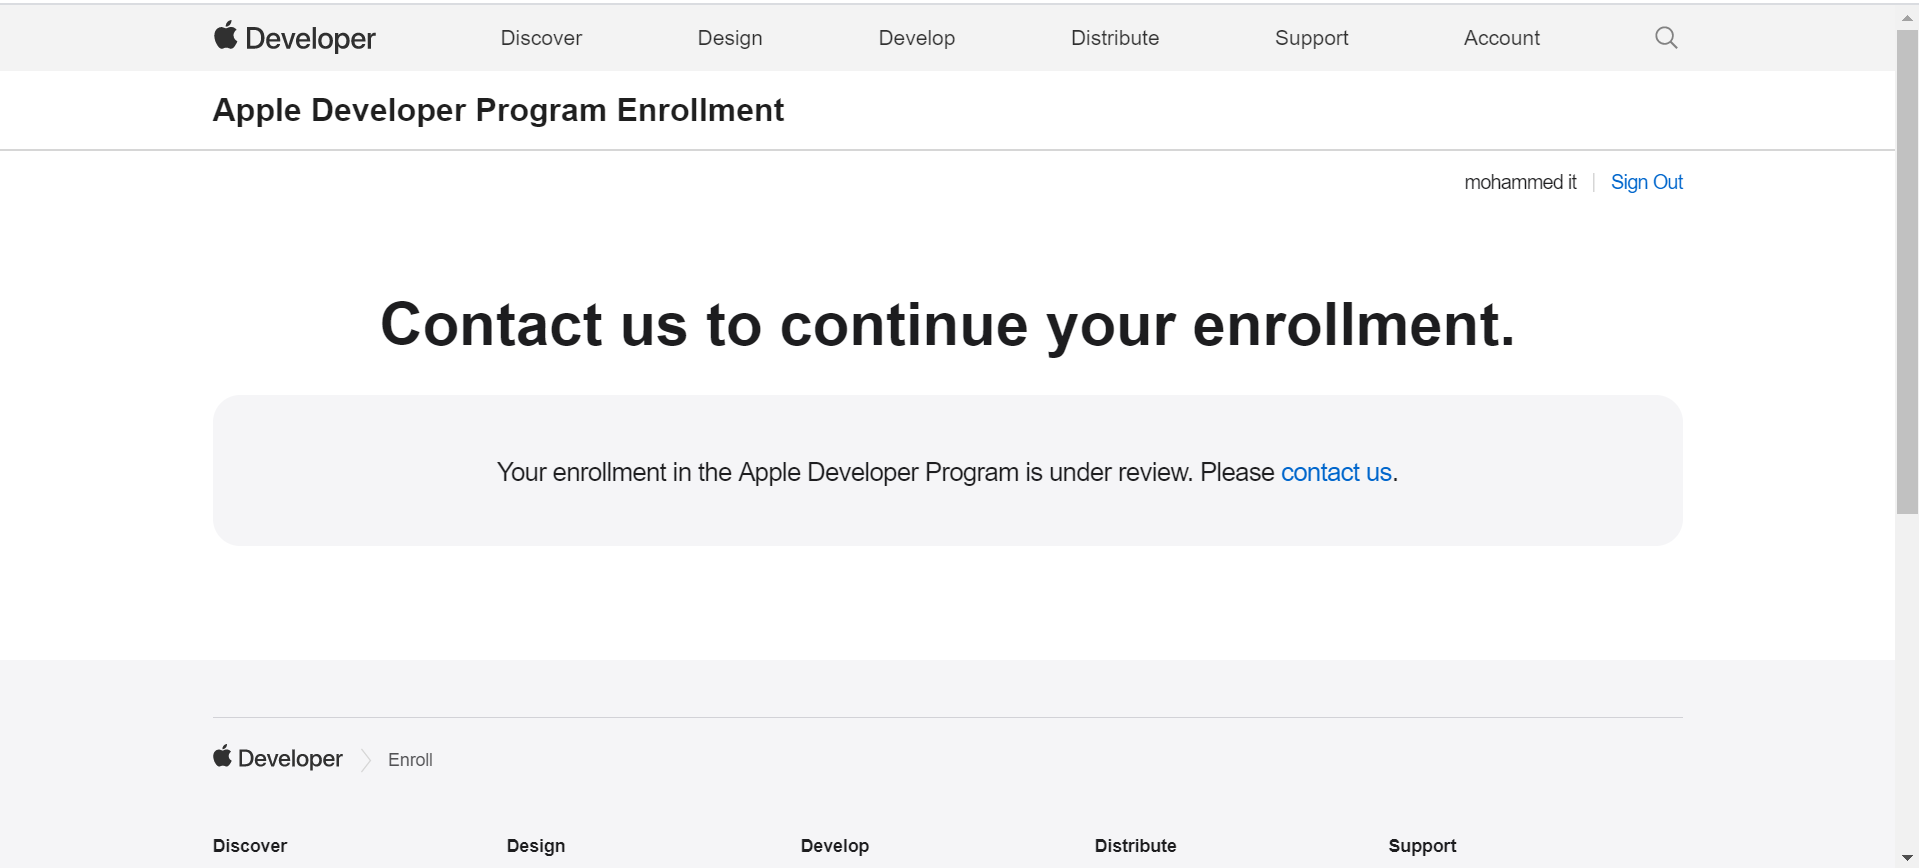 Developer
Discover
Design
Develop
Distribute
Support
Account
Apple Developer Program Enrollment
mohammed it
Sign Out
Contact us to continue your enrollment.
Your enrollment in the Apple Developer Program is under review. Please contact us.
Developer
Enroll
Discover
Design
Develop
Distribute
Support